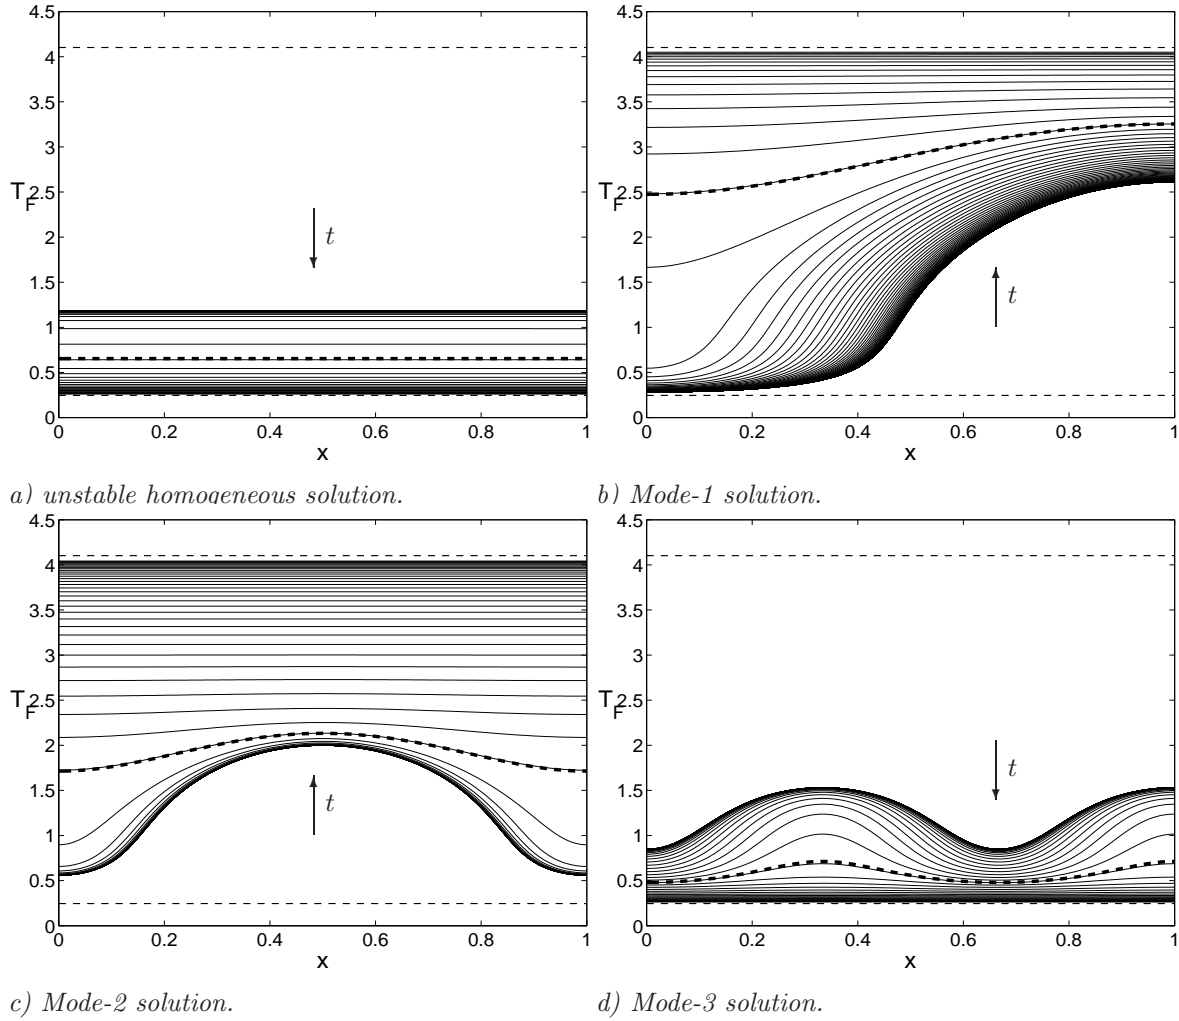 4.5
4
3.5
3
2.5
2
1.5
1
0.5
0
T_F
t
0 0.2 0.4 0.6 0.8 1
x
a) unstable homogeneous solution.
4.5
4
3.5
3
2.5
2
1.5
1
0.5
0
T_F
t
0 0.2 0.4 0.6 0.8 1
x
b) Mode-1 solution.
4.5
4
3.5
3
2.5
2
1.5
1
0.5
0
T_F
t
0 0.2 0.4 0.6 0.8 1
x
c) Mode-2 solution.
4.5
4
3.5
3
2.5
2
1.5
1
0.5
0
T_F
t
0 0.2 0.4 0.6 0.8 1
x
d) Mode-3 solution.